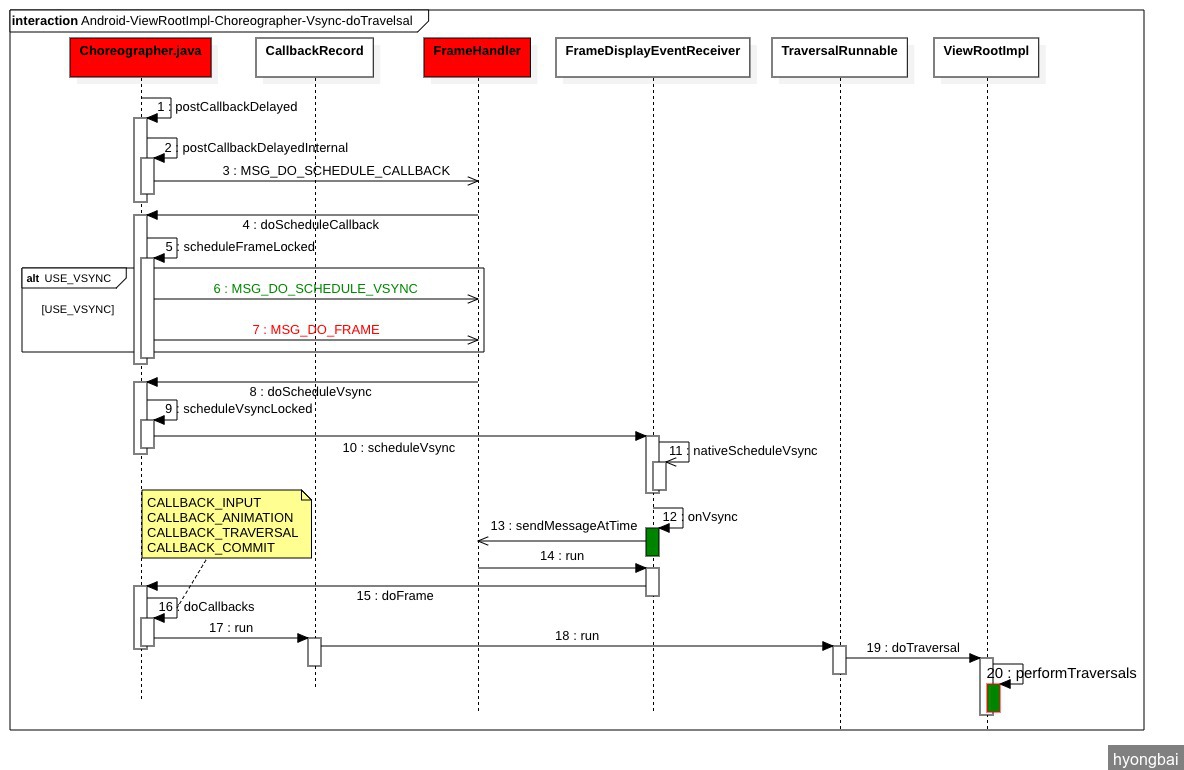 interaction Android-ViewRootImpl-Choreographer-Vsync-doTravelsal
Choreographer.java
CallbackRecord
FrameHandler
FrameDisplayEventReceiver
TraversalRunnable
ViewRootImpl
1 : postCallbackDelayed
2 : postCallbackDelayedInternal
3 : MSG_DO_SCHEDULE_CALLBACK
4 : doScheduleCallback
5 : scheduleFrameLocked
alt USE_VSYNC
6 : MSG_DO_SCHEDULE_VSYNC
[USE_VSYNC]
7 : MSG_DO_FRAME
8 : doScheduleVsync
9 : scheduleVsyncLocked
10 : scheduleVsync
11 : nativeScheduleVsync
CALLBACK_INPUT
CALLBACK_ANIMATION
CALLBACK_TRAVERSAL
CALLBACK_COMMIT
12 : onVsync
13 : sendMessageAtTime
14 : run
15 : doFrame
16 : doCallbacks
17 : run
18 : run
19 : doTraversal
20 : performTraversals
hyongbai